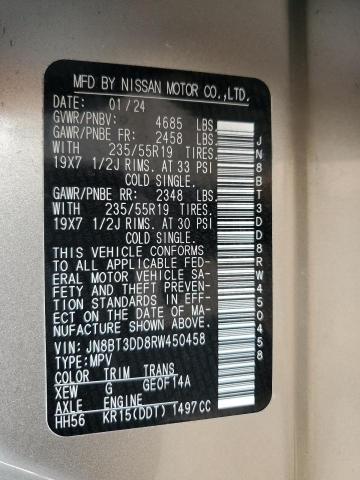 MFD BY NISSAN MOTOR CO.,LTD.
DATE: 01/24
GVWR/PNBV: 4685 LBS.
GAWR/PNBE FR: 2458 LBS.
WITH 235/55R19 TIRES.
19X7 1/2J RIMS. AT 33 PSI
COLD SINGLE.
GAWR/PNBE RR: 2348 LBS.
WITH 235/55R19 TIRES.
19X7 1/2J RIMS. AT 30 PSI
COLD SINGLE.
THIS VEHICLE CONFORMS
TO ALL APPLICABLE FED-
ERAL MOTOR VEHICLE SA-
FETY AND THEFT PREVEN-
TION STANDARDS IN EFF-
ECT ON THE DATE OF MA-
NUFACTURE SHOWN ABOVE.
VIN: JN8BT3DD8RW450458
TYPE: MPV
COLOR TRIM TRANS
XEW G GE0FT4A
AXLE ENGINE
HH56 KR15(DDT) 1497CC
JN8BT3DD8RW450458